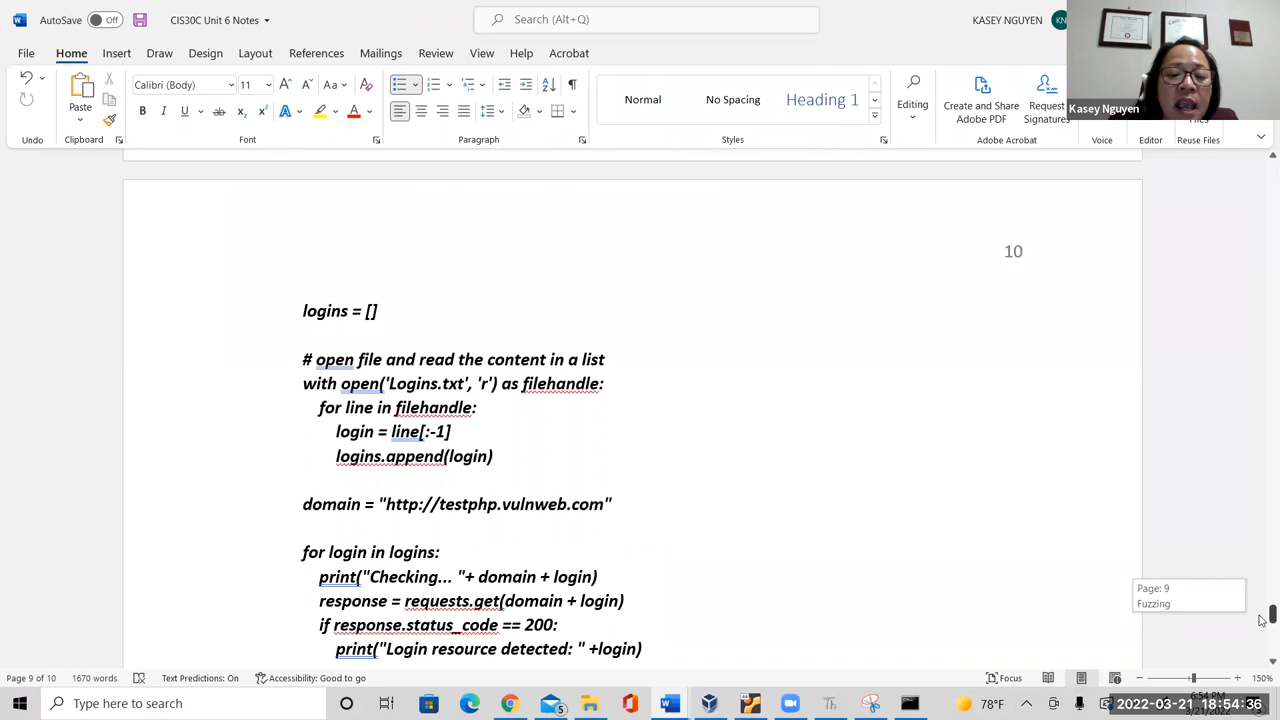 AutoSave Off CIS30C Unit 6 Notes Search (Alt+Q) KASEY NGUYEN KN
File Home Insert Draw Design Layout References Mailings Review View Help Acrobat
Kasey Nguyen
Calibri (Body) 11 Aa
Paste
Normal No Spacing Heading 1
Editing
Create and Share Adobe PDF
Request Signatures
Files
Undo Clipboard Font Paragraph Styles Adobe Acrobat Voice Editor Reuse Files
10
logins = []
# open file and read the content in a list
with open('Logins.txt', 'r') as filehandle:
for line in filehandle:
login = line[:-1]
logins.append(login)
domain = "http://testphp.vulnweb.com"
for login in logins:
print("Checking... "+ domain + login)
response = requests.get(domain + login)
if response.status_code == 200:
print("Login resource detected: " +login)
Page: 9
Fuzzing
Page 9 of 10 1670 words Text Predictions: On Accessibility: Good to go Focus 150%
Type here to search 5 78°F 2022-03-21 18:54:36